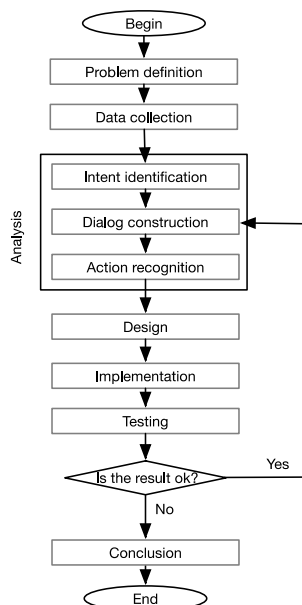 Begin
Problem definition
Data collection
Analysis
Intent identification
Dialog construction
Action recognition
Design
Implementation
Testing
Is the result ok?
Yes
No
Conclusion
End